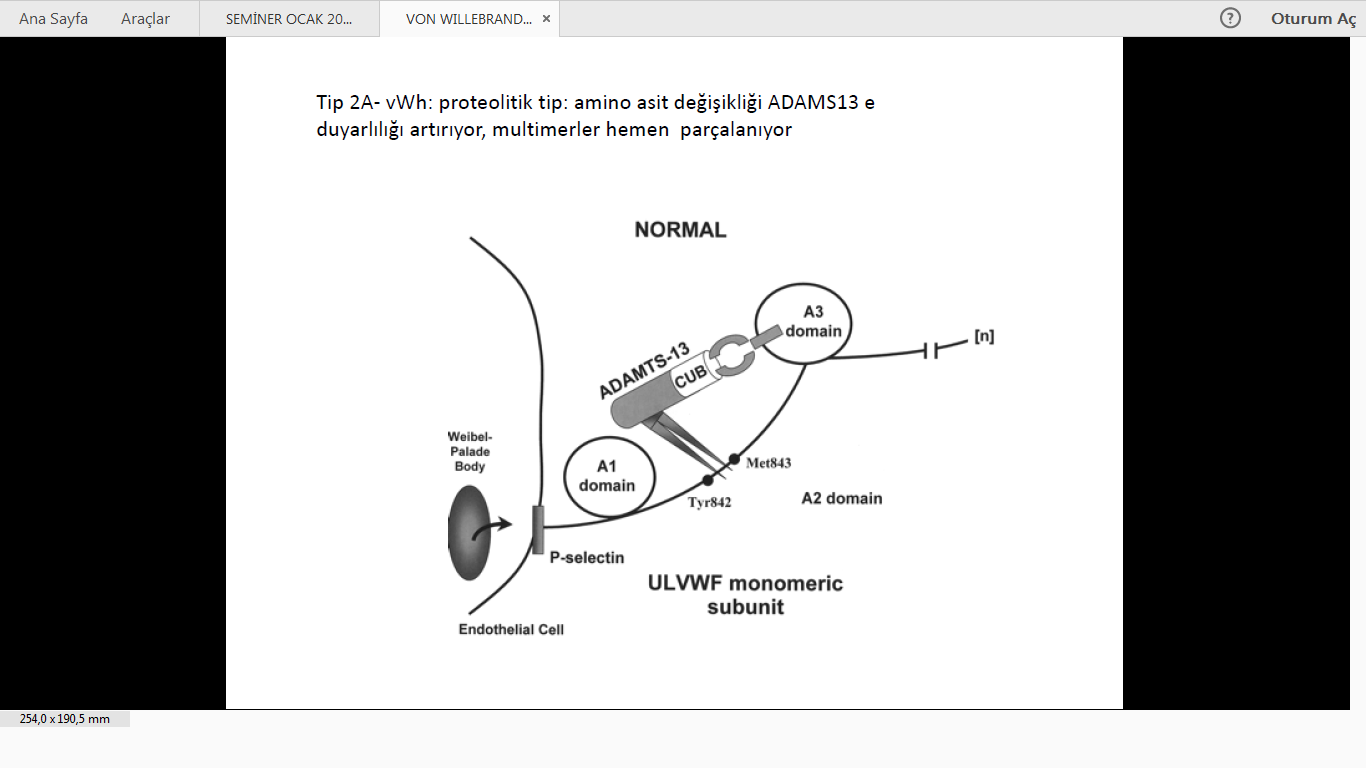 Ana Sayfa
Araçlar
SEMİNER OCAK 20...
VON WILLEBRAND... ×
?
Oturum Aç
Tip 2A- vWh: proteolitik tip: amino asit değişikliği ADAMS13 e
duyarlılığı artırıyor, multimerler hemen parçalanıyor
NORMAL
A3
domain
[n]
ADAMTS-13
CUB
Weibel-
Palade
Body
A1
domain
Met843
Tyr842
A2 domain
P-selectin
ULVWF monomeric
subunit
Endothelial Cell
254,0 x 190,5 mm